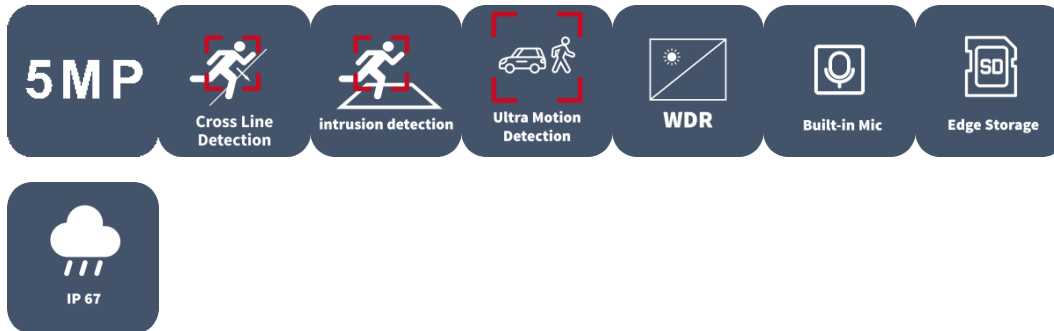 5MP
Cross Line
Detection
intrusion detection
Ultra Motion
Detection
WDR
Built-in Mic
SD
Edge Storage
IP 67